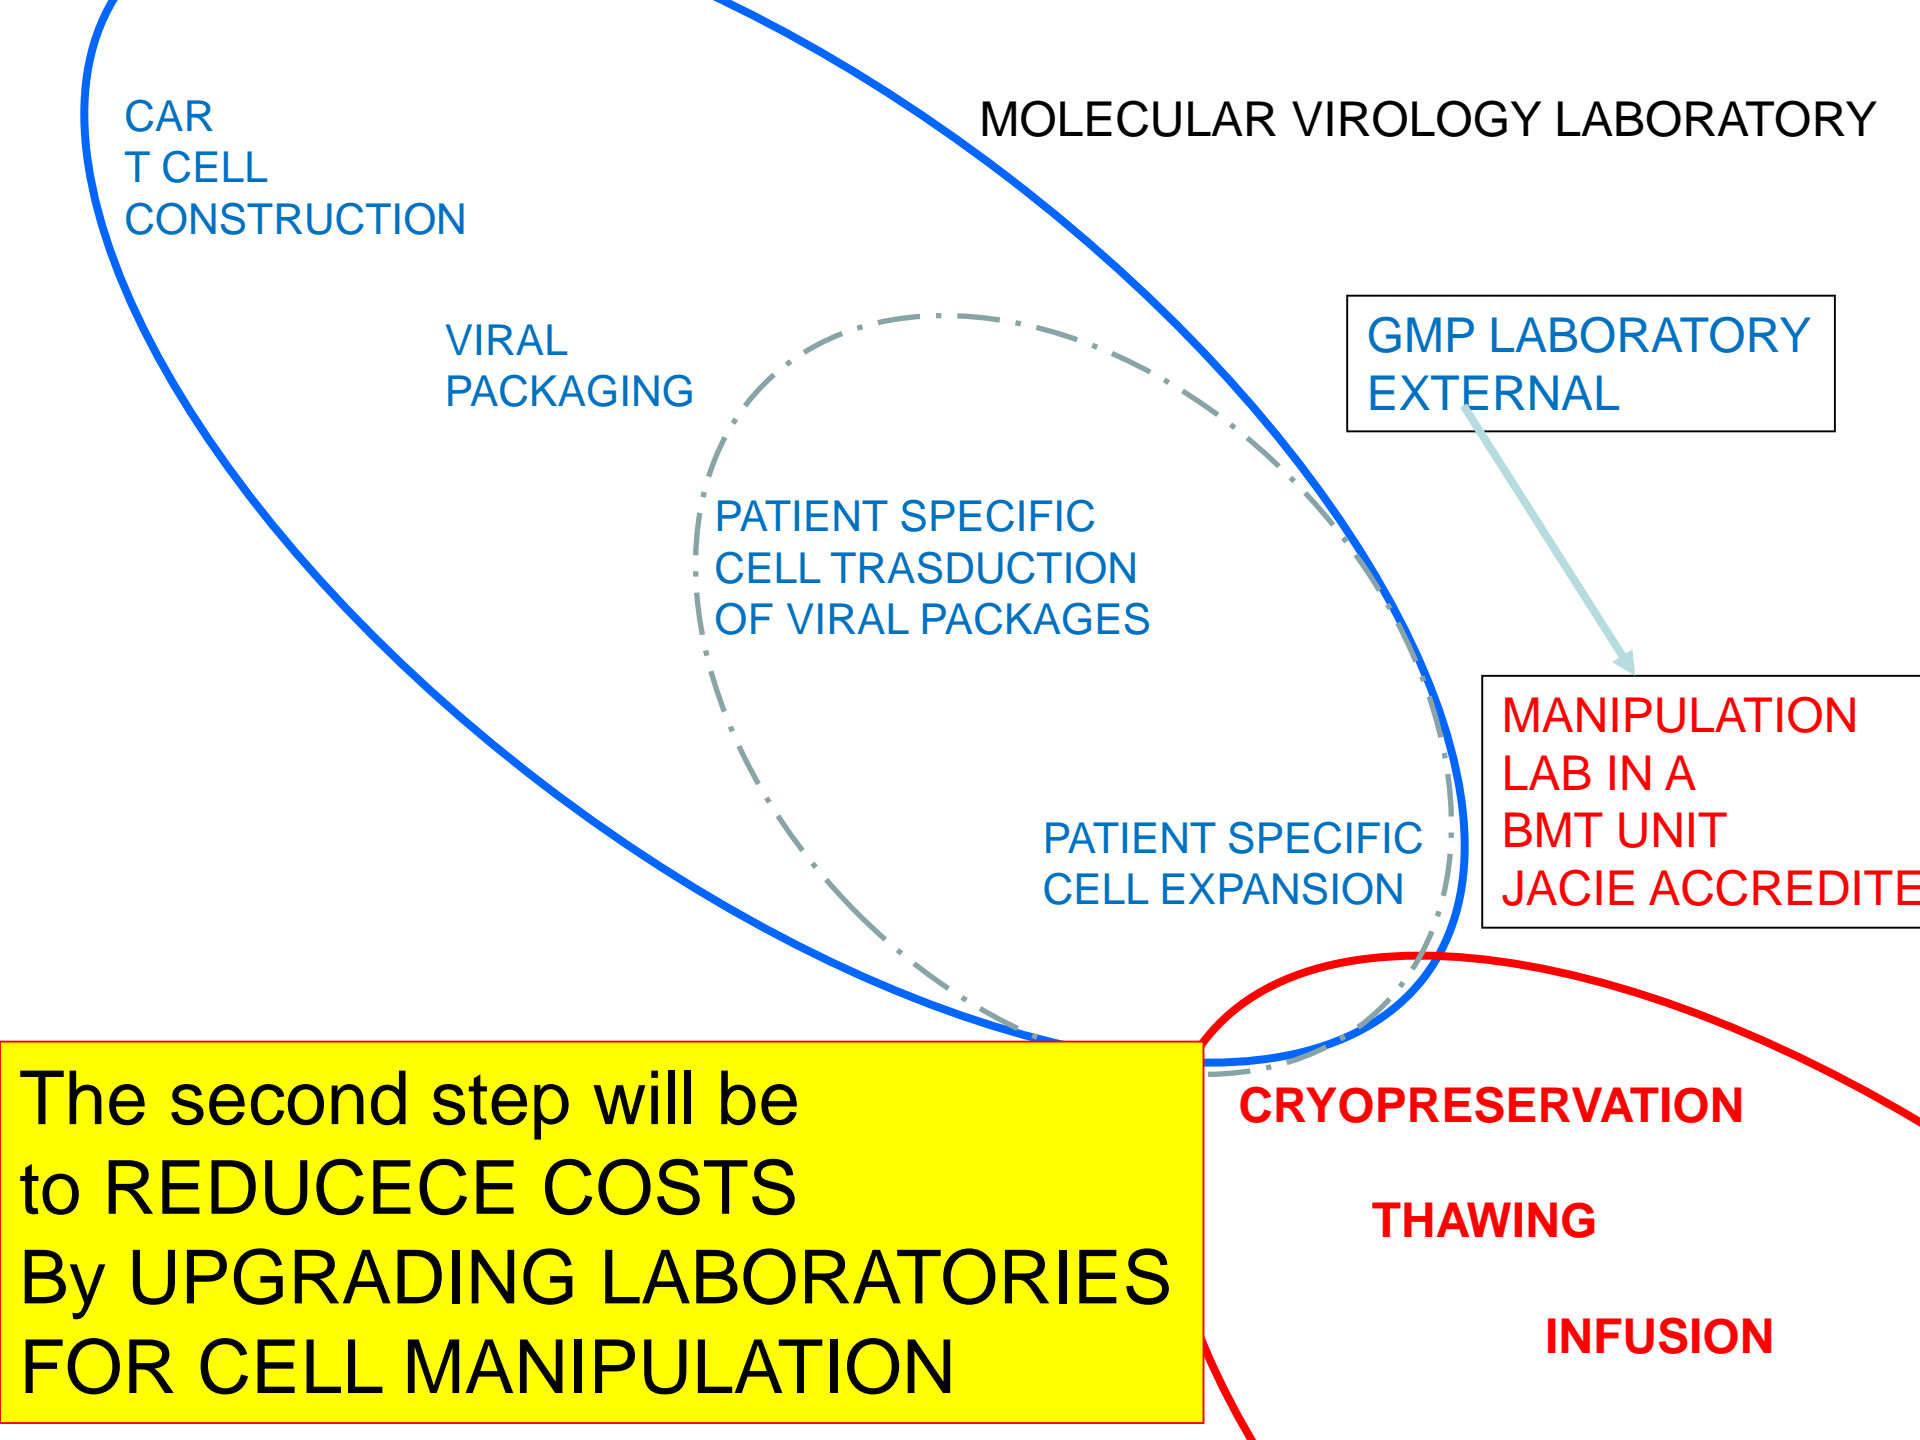 CAR
T CELL
CONSTRUCTION
MOLECULAR VIROLOGY LABORATORY
VIRAL
PACKAGING
GMP LABORATORY
EXTERNAL
PATIENT SPECIFIC
CELL TRASDUCTION
OF VIRAL PACKAGES
MANIPULATION
LAB IN A
BMT UNIT
JACIE ACCREDITE
PATIENT SPECIFIC
CELL EXPANSION
The second step will be
to REDUCECE COSTS
By UPGRADING LABORATORIES
FOR CELL MANIPULATION
CRYOPRESERVATION
THAWING
INFUSION